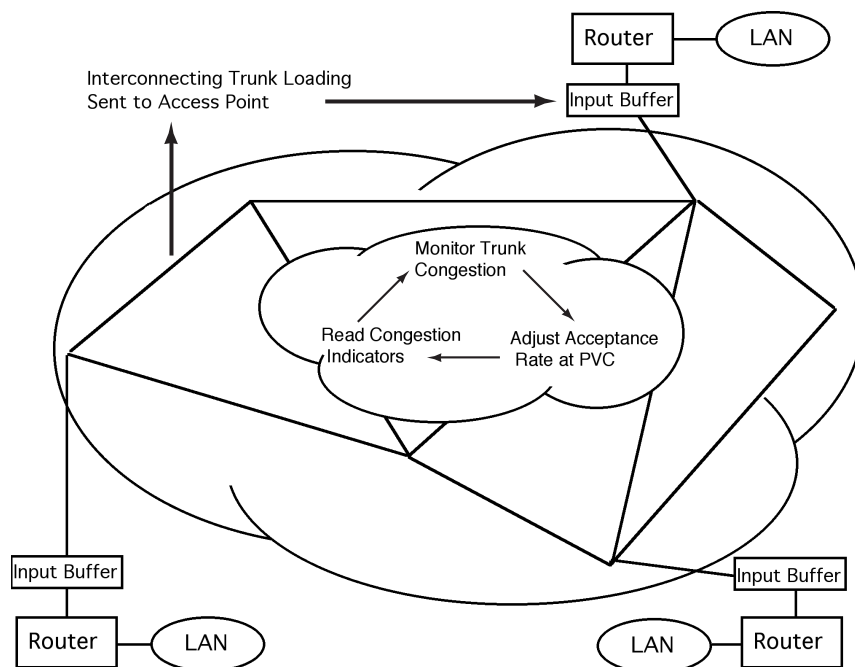 Router
LAN
Interconnecting Trunk Loading
Sent to Access Point
Input Buffer
Monitor Trunk
Congestion
Read Congestion
Indicators
Adjust Acceptance
Rate at PVC
Input Buffer
Router
LAN
Input Buffer
LAN
Router